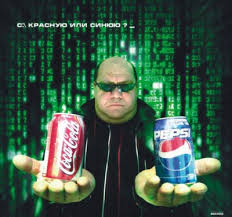 C:\ КРАСНУЮ ИЛИ СИНЮЮ ? _
Coca-Cola
PEPSI